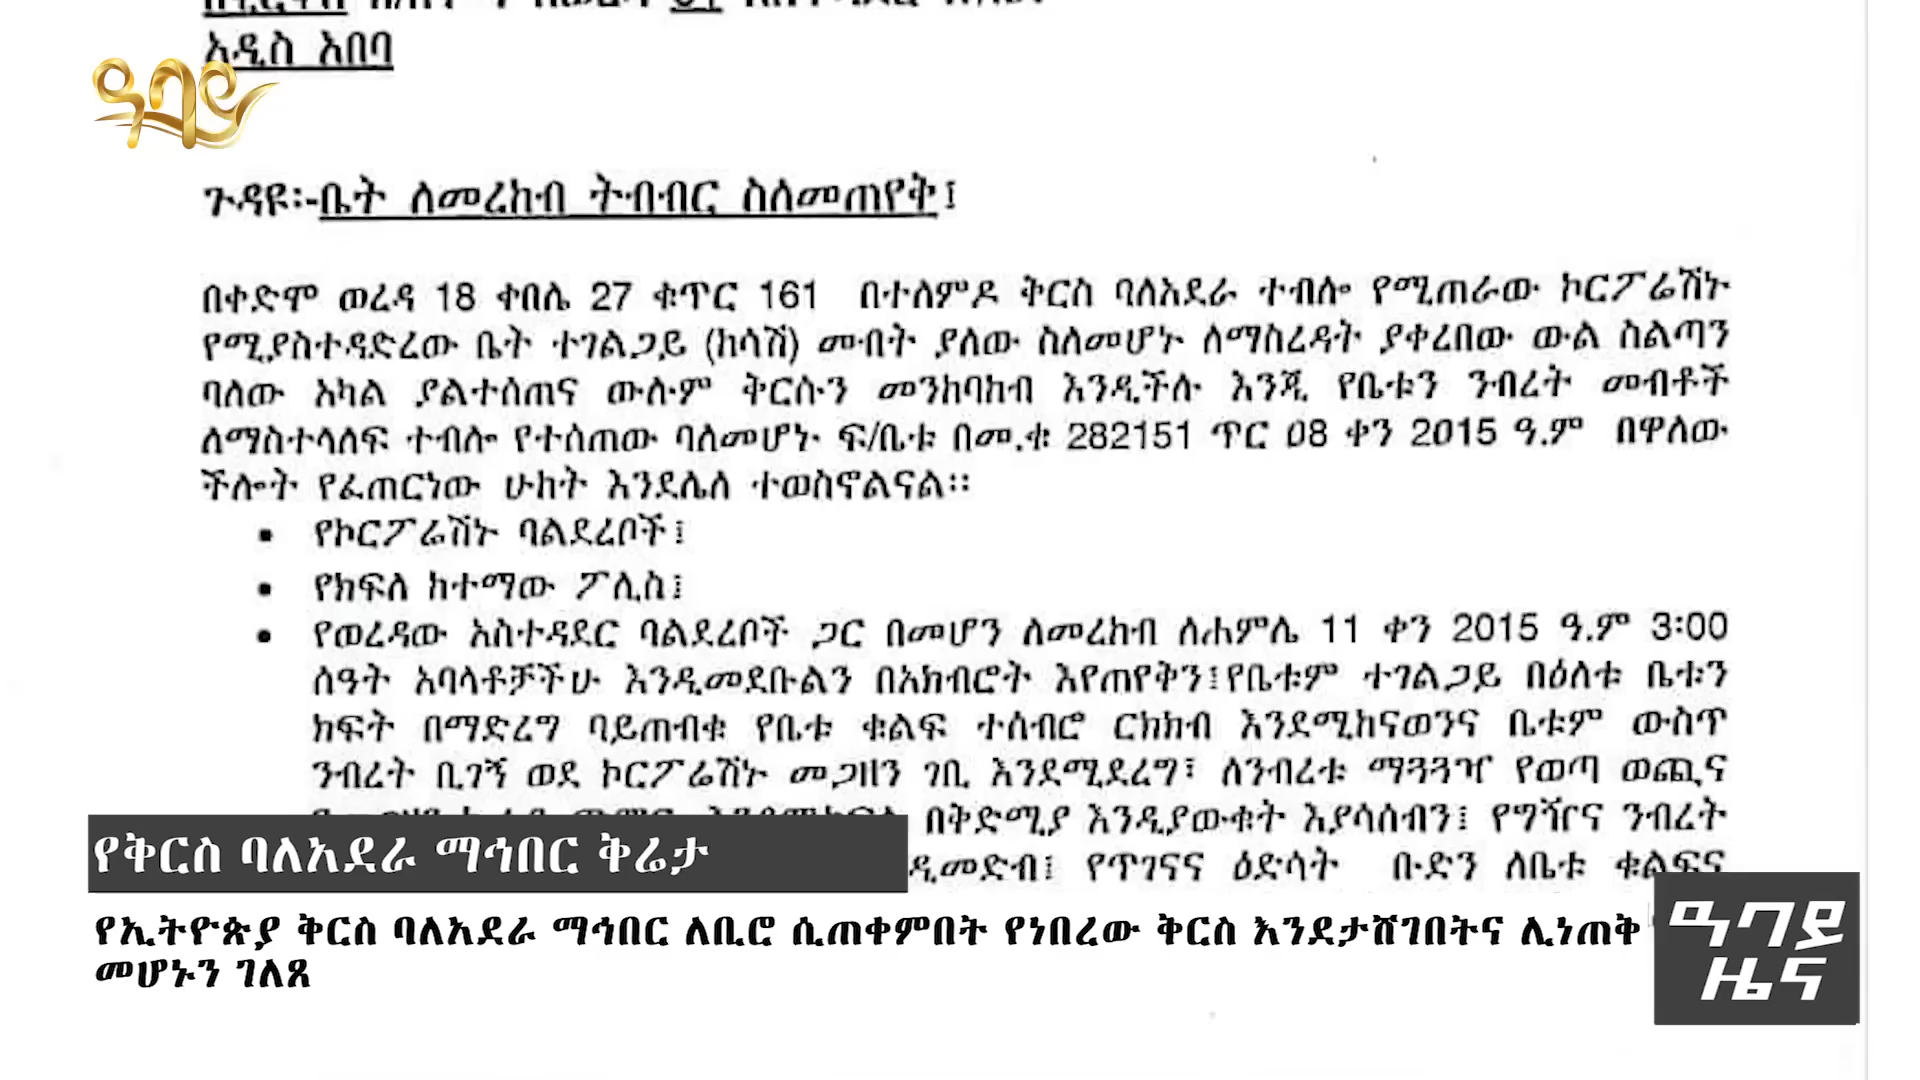 አዲስ አበባ
ዓባይ
ጉዳዩ፡-ቤት ለመረከብ ትብብር ስለመጠየቅ፤
በቀድሞ ወረዳ 18 ቀበሌ 27 ቁጥር 161 በተለምዶ ቅርስ ባለአደራ ተብሎ የሚጠራው ኮርፖሬሽኑ
የሚያስተዳድረው ቤት ተገልጋይ (ከሳሽ) መብት ያለው ስለመሆኑ ለማስረዳት ያቀረበው ውል ስልጣን
ባለው አካል ያልተሰጠና ውሉም ቅርሱን መንከባከብ እንዲችሉ እንጂ የቤቱን ንብረት መብቶች
ለማስተላለፍ ተብሎ የተሰጠው ባለመሆኑ ፍ/ቤቱ በመ.ቁ 282151 ጥር 08 ቀን 2015 ዓ.ም በዋለው
ችሎት የፈጠርነው ሁከት እንደሌለ ተወስኖልናል፡፡
• የኮርፖሬሽኑ ባልደረቦች፤
• የክፍለ ከተማው ፖሊስ፤
• የወረዳው አስተዳደር ባልደረቦች ጋር በመሆን ለመረከብ ለሐምሌ 11 ቀን 2015 ዓ.ም 3፡00
ሰዓት አባላቶቻችሁ እንዲመደቡልን በአክብሮት እየጠየቅን፤የቤቱም ተገልጋይ በዕለቱ ቤቱን
ክፍት በማድረግ ባይጠብቁ የቤቱ ቁልፍ ተሰብሮ ርክክብ እንደሚከናወንና ቤቱም ውስጥ
ንብረት ቢገኝ ወደ ኮርፖሬሽኑ መጋዘን ገቢ እንደሚደረግ፣ ለንብረቱ ማጓጓዣ የወጣ ወጪና
በቅድሚያ እንዲያውቁት እያሳሰብን፤ የግዥና ንብረት
ዲመድብ፤ የጥገናና ዕድሳት ቡድን ለቤቱ ቁልፍና
የቅርስ ባለአደራ ማኅበር ቅሬታ
የኢትዮጵያ ቅርስ ባለአደራ ማኅበር ለቢሮ ሲጠቀምበት የነበረው ቅርስ እንደታሸገበትና ሊነጠቅ
መሆኑን ገለጸ
ዓባይ
ዜና